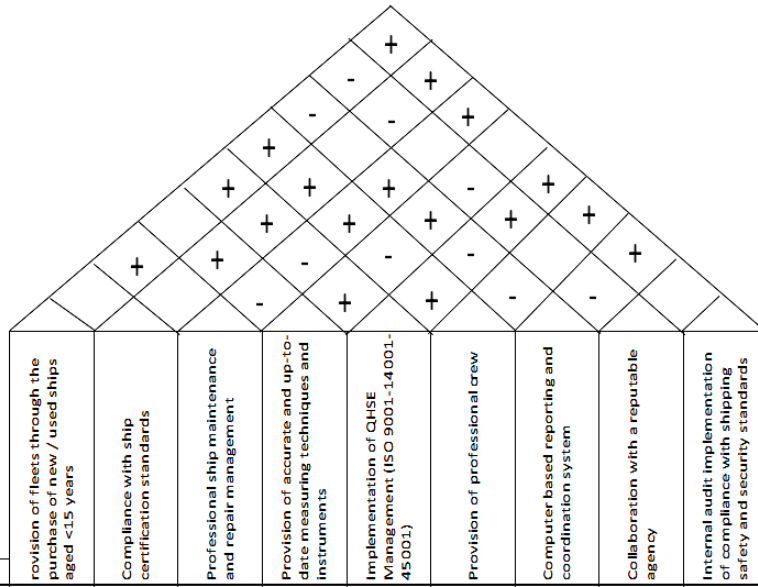 +
- +
- - +
+
+ + + - +
+ + + + +
+ + - - - +
- + + - -
rovision of fleets through the
purchase of new / used ships
aged <15 years
Compliance with ship
certification standards
Professional ship maintenance
and repair management
Provision of accurate and up-to-
date measuring techniques and
instruments
Implementation of QHSE
Management (ISO 9001-14001-
45001)
Provision of professional crew
Computer based reporting and
coordination system
Collaboration with a reputable
agency
Internal audit implementation
of compliance with shipping
safety and security standards